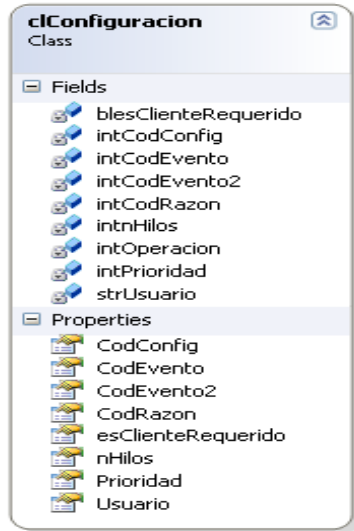 clConfiguracion
Class
Fields
blesClienteRequerido
intCodConfig
intCodEvento
intCodEvento2
intCodRazon
intnHilos
intOperacion
intPrioridad
strUsuario
Properties
CodConfig
CodEvento
CodEvento2
CodRazon
esClienteRequerido
nHilos
Prioridad
Usuario